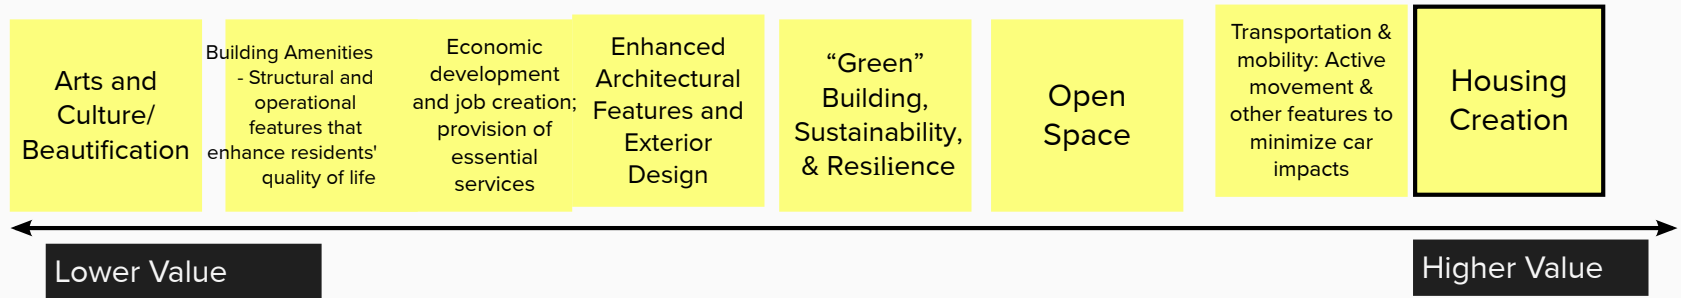 Arts and
Culture/
Beautification
Building Amenities
- Structural and
operational
features that
enhance residents'
quality of life
Economic
development
and job creation;
provision of
essential
services
Enhanced
Architectural
Features and
Exterior
Design
“Green”
Building,
Sustainability,
& Resilience
Open
Space
Transportation &
mobility: Active
movement &
other features to
minimize car
impacts
Housing
Creation
Lower Value
Higher Value